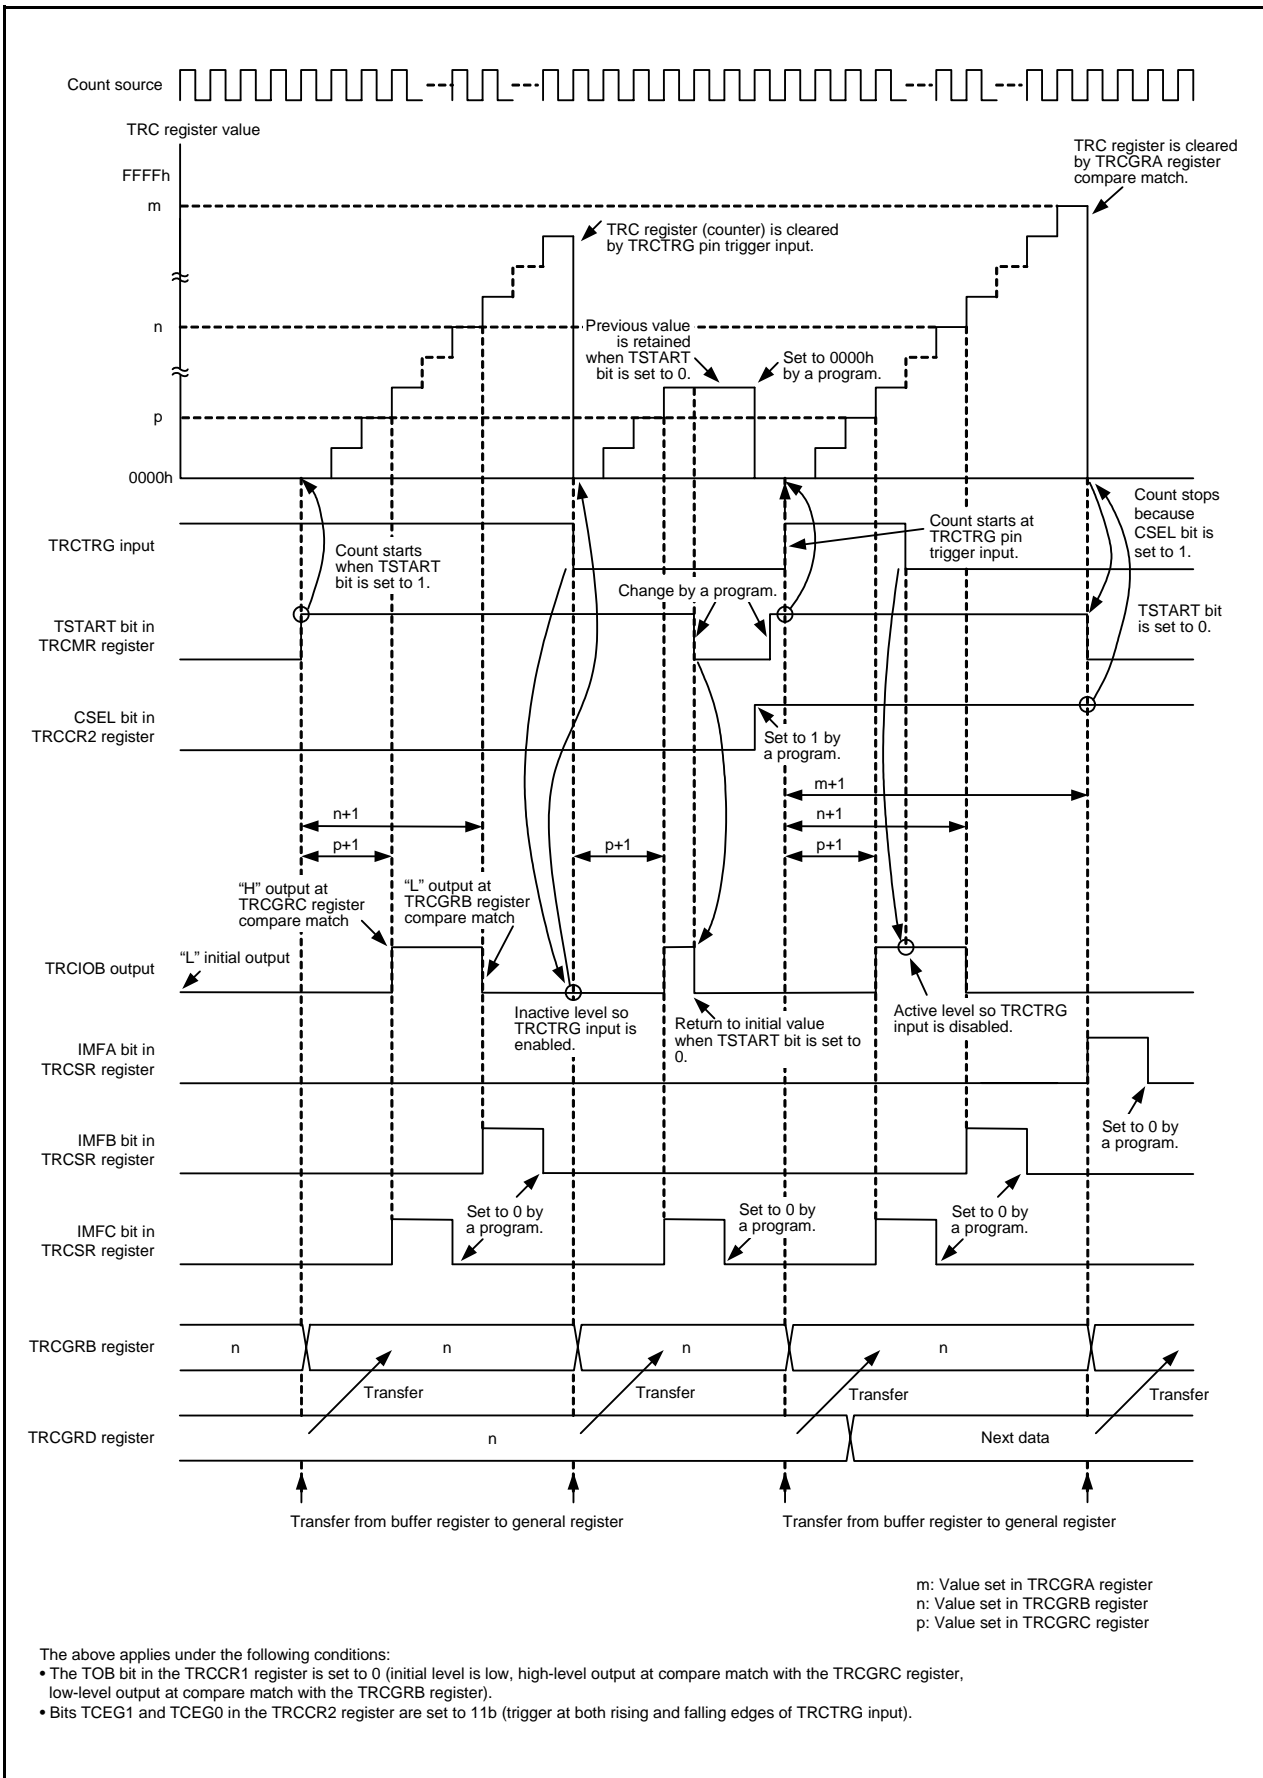 Count source
TRC register value
FFFFh
m
TRC register is cleared
by TRCGRA register
compare match.
TRC register (counter) is cleared
by TRCTRG pin trigger input.
n
Previous value
is retained
when TSTART
bit is set to 0.
Set to 0000h
by a program.
p
0000h
TRCTRG input
Count starts
when TSTART
bit is set to 1.
Count starts at
TRCTRG pin
trigger input.
Count stops
because
CSEL bit is
set to 1.
Change by a program.
TSTART bit in
TRCMR register
TSTART bit
is set to 0.
CSEL bit in
TRCCR2 register
Set to 1 by
a program.
m+1
n+1
n+1
p+1
p+1
p+1
“H” output at
TRCGRC register
compare match
“L” output at
TRCGRB register
compare match
TRCIOB output
“L” initial output
Inactive level so
TRCTRG input is
enabled.
Return to initial value
when TSTART bit is set to
0.
Active level so TRCTRG
input is disabled.
IMFA bit in
TRCSR register
Set to 0 by
a program.
IMFB bit in
TRCSR register
Set to 0 by
a program.
Set to 0 by
a program.
Set to 0 by
a program.
IMFC bit in
TRCSR register
TRCGRB register
n
n
n
n
Transfer
Transfer
Transfer
Transfer
TRCGRD register
n
Next data
Transfer from buffer register to general register
Transfer from buffer register to general register
m: Value set in TRCGRA register
n: Value set in TRCGRB register
p: Value set in TRCGRC register
The above applies under the following conditions:
• The TOB bit in the TRCCR1 register is set to 0 (initial level is low, high-level output at compare match with the TRCGRC register,
low-level output at compare match with the TRCGRB register).
• Bits TCEG1 and TCEG0 in the TRCCR2 register are set to 11b (trigger at both rising and falling edges of TRCTRG input).